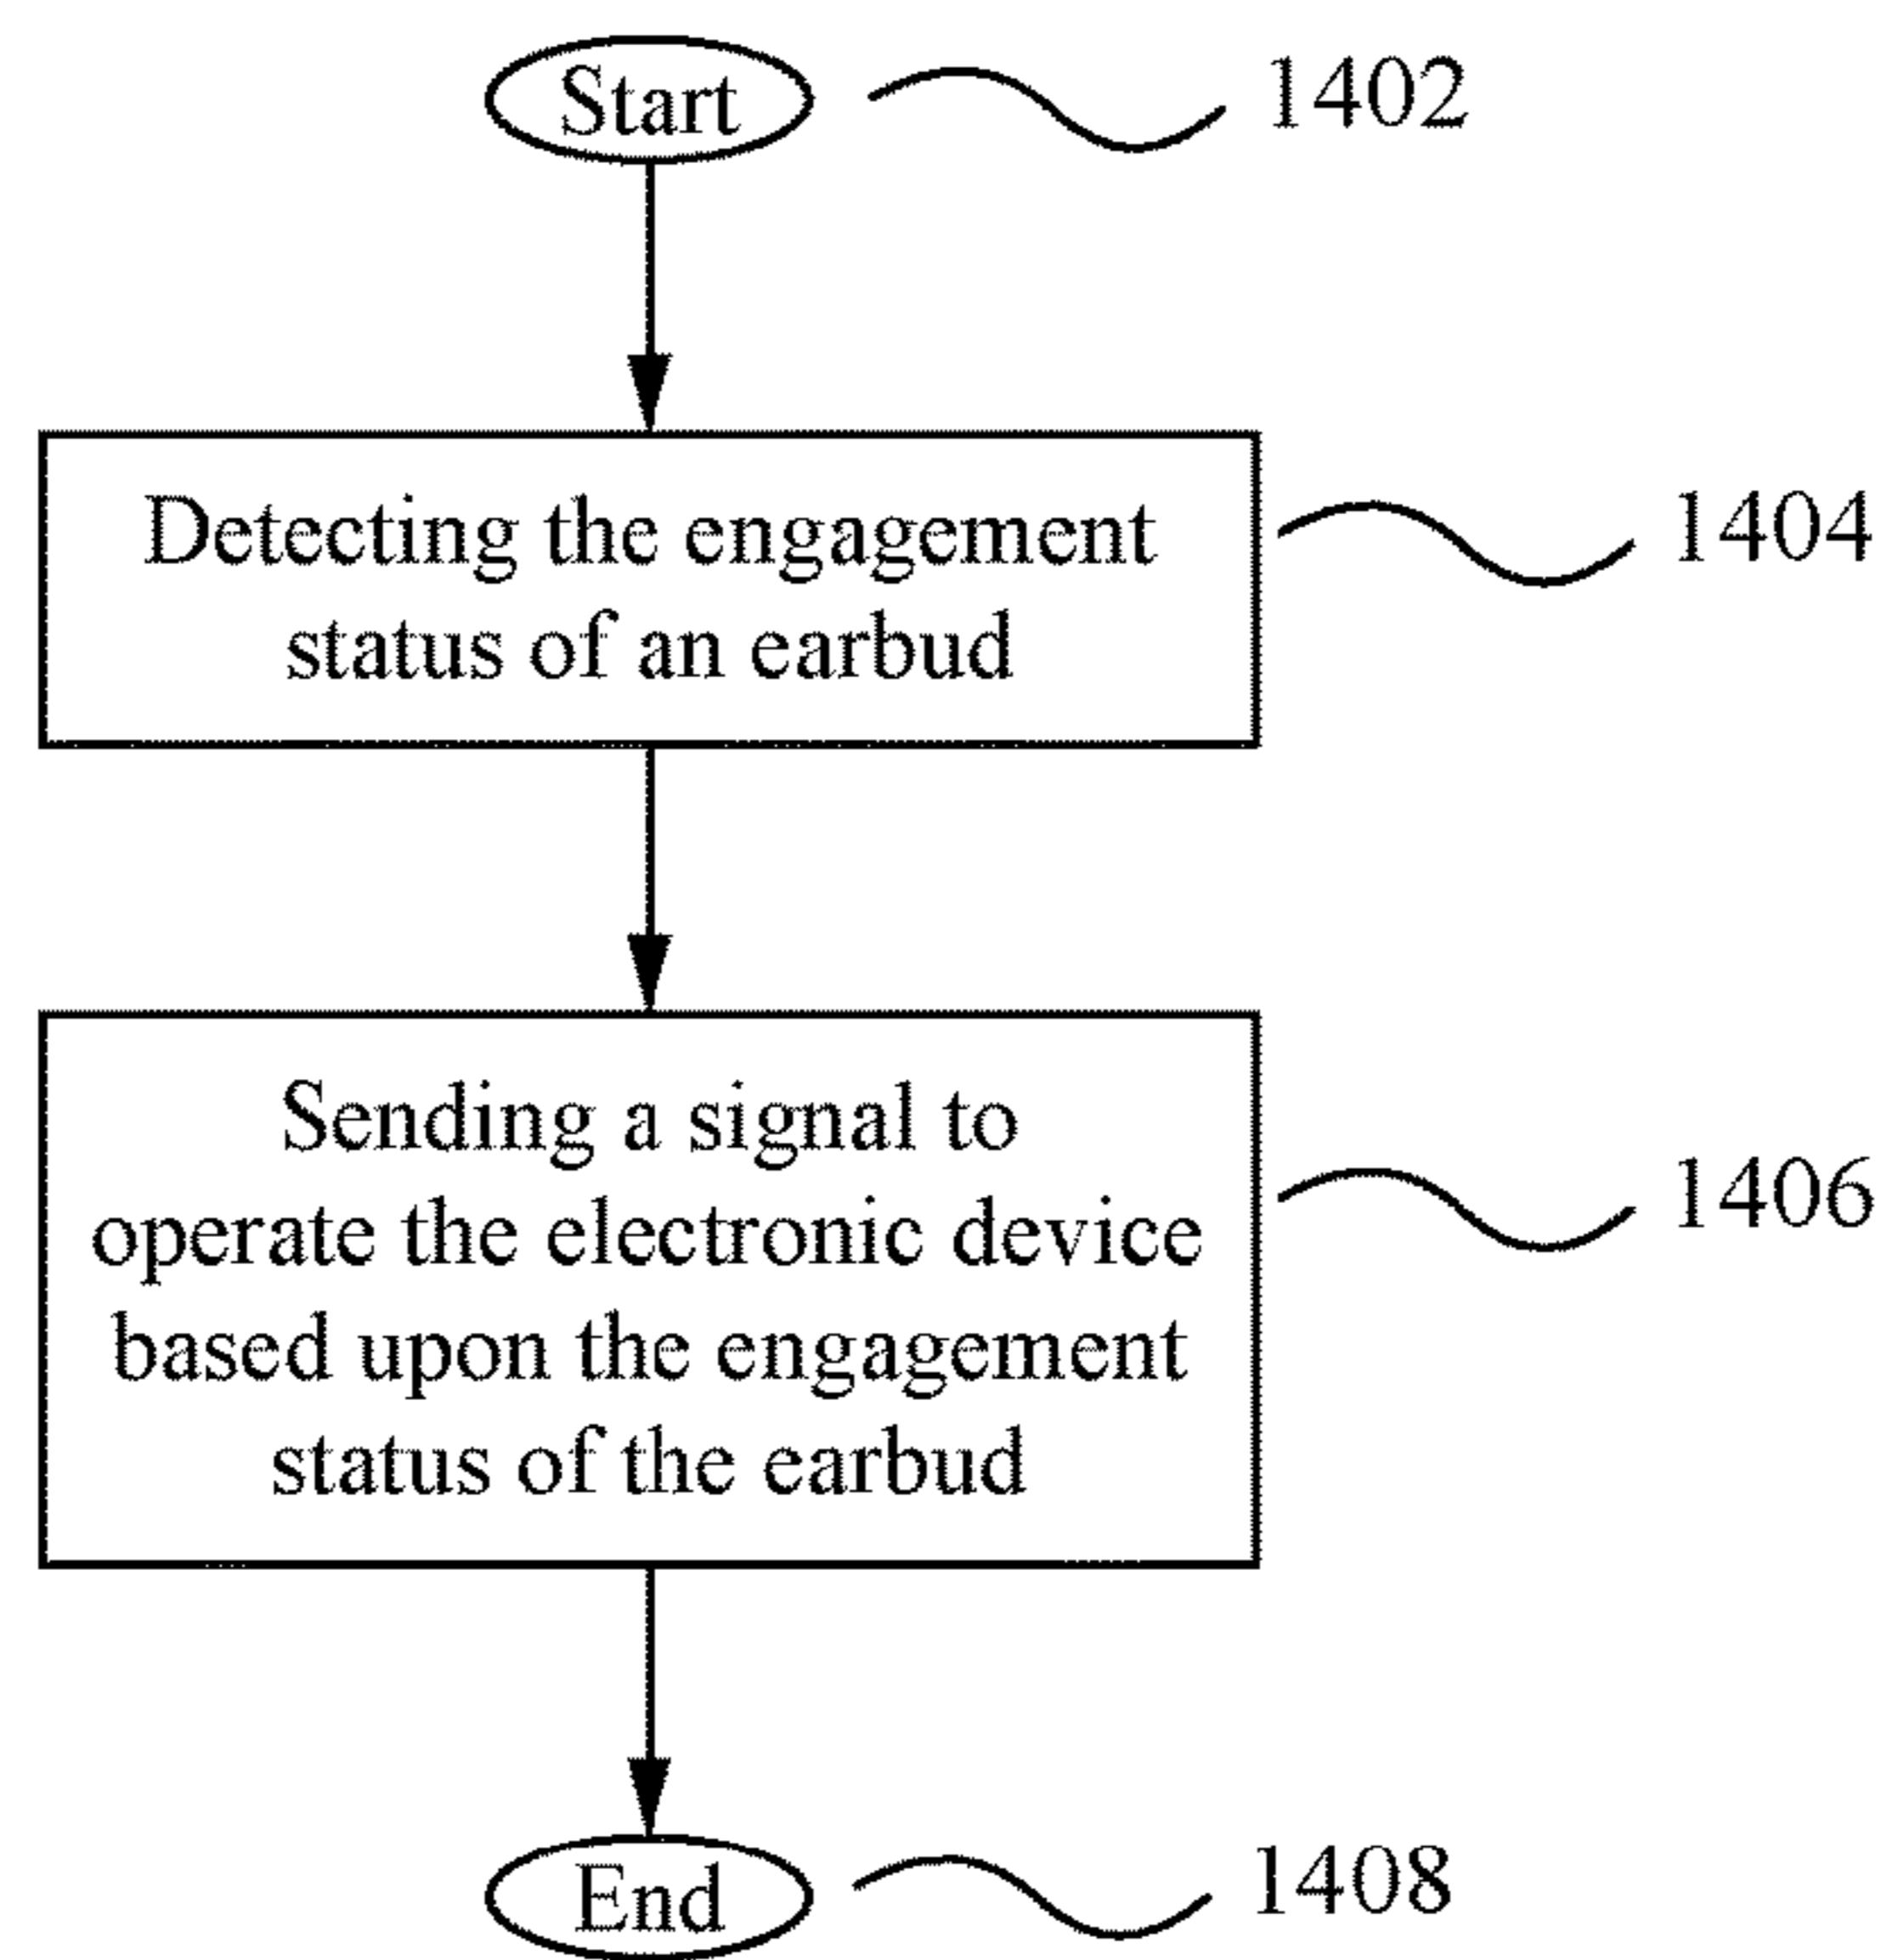 Start
1402
Detecting the engagement
status of an earbud
1404
Sending a signal to
operate the electronic device
based upon the engagement
status of the earbud
1406
End
1408